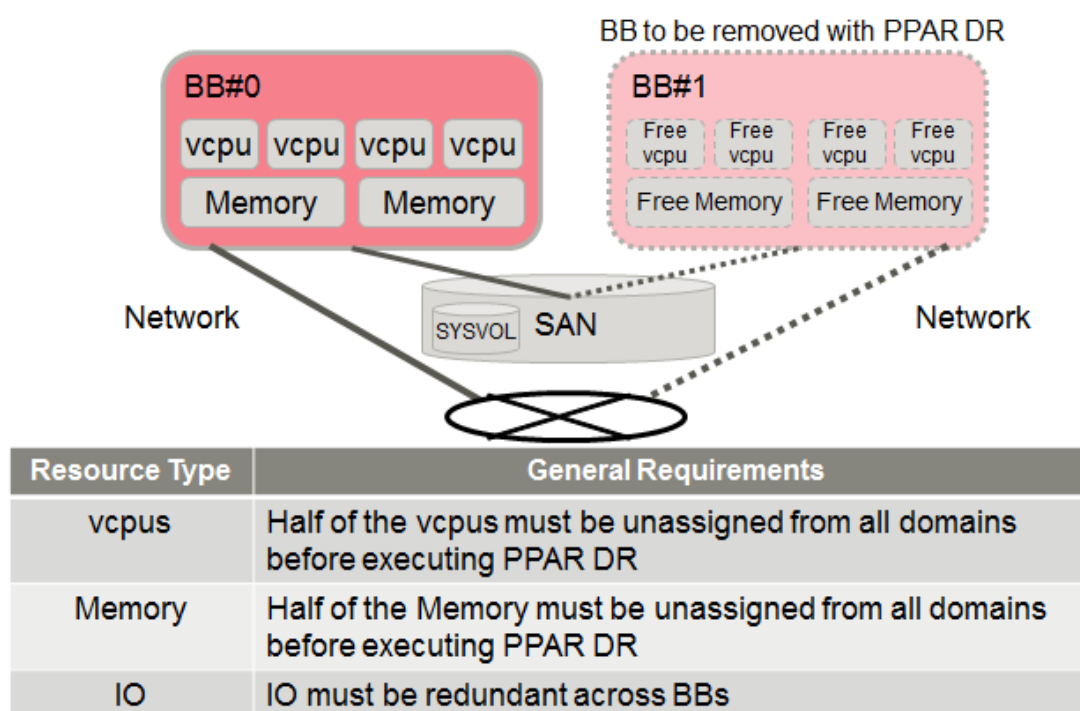 BB to be removed with PPAR DR
BB#0
vcpu vcpu vcpu vcpu
Memory Memory
BB#1
Free vcpu Free vcpu Free vcpu Free vcpu
Free Memory Free Memory
Network
SYSVOL
SAN
Network
Resource Type General Requirements
vcpus Half of the vcpus must be unassigned from all domains
before executing PPAR DR
Memory Half of the Memory must be unassigned from all domains
before executing PPAR DR
IO IO must be redundant across BBs